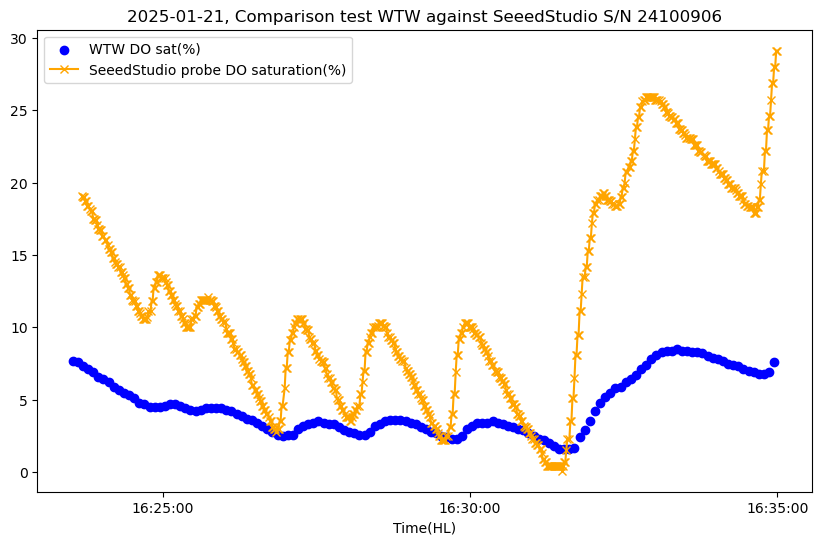 2025-01-21, Comparison test WTW against SeeedStudio S/N 24100906
WTW DO sat(%)
SeeedStudio probe DO saturation(%)
30
25
20
15
10
5
0
16:25:00
16:30:00
16:35:00
Time(HL)